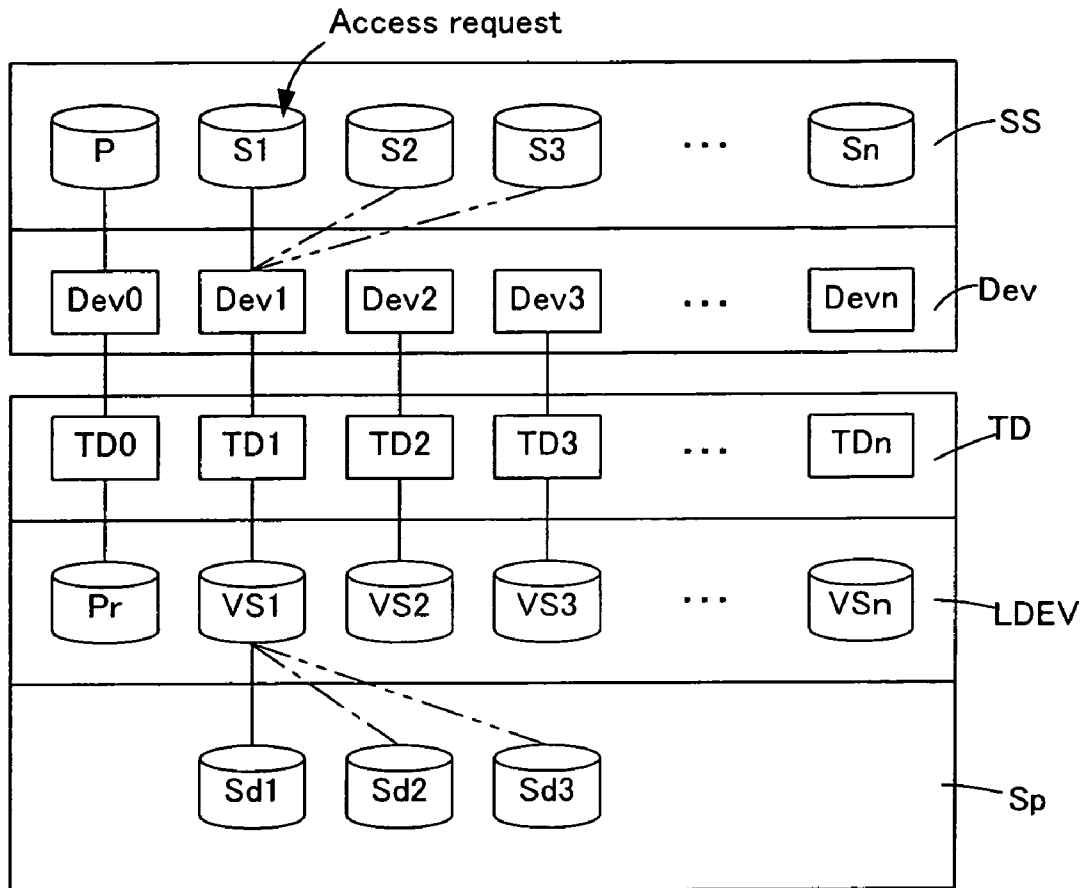 Access request
P S1 S2 S3 ... Sn SS
Dev0 Dev1 Dev2 Dev3 ... Devn Dev
TD0 TD1 TD2 TD3 ... TDn TD
Pr VS1 VS2 VS3 ... VSn LDEV
Sd1 Sd2 Sd3 Sp